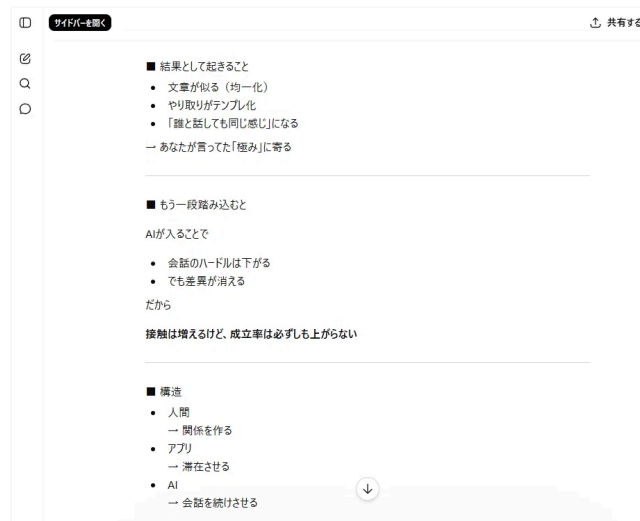 サイドバーを開く
共有する
■ 結果として起きること
• 文章が似る（均一化）
• やり取りがテンプレ化
• 「誰と話しても同じ感じ」になる
→ あなたが言ってた「極み」に寄る
■ もう一段踏み込むと
AIが入ることで
• 会話のハードルは下がる
• でも差異が消える
だから
接触は増えるけど、成立率は必ずしも上がらない
■ 構造
• 人間
→ 関係を作る
• アプリ
→ 滞在させる
• AI
→ 会話を続けさせる